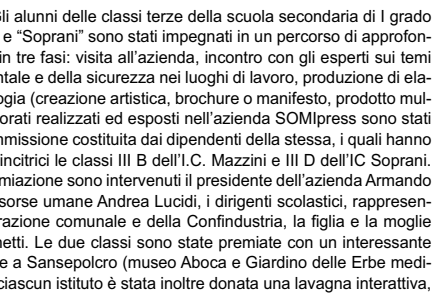 Gli alunni delle classi terze della scuola secondaria di I grado
e “Soprani” sono stati impegnati in un percorso di approfon-
in tre fasi: visita all’azienda, incontro con gli esperti sui temi
ntale e della sicurezza nei luoghi di lavoro, produzione di ela-
ogia (creazione artistica, brochure o manifesto, prodotto mul-
orati realizzati ed esposti nell’azienda SOMIpress sono stati
mmissione costituita dai dipendenti della stessa, i quali hanno
incitrici le classi III B dell’I.C. Mazzini e III D dell’IC Soprani.
miazione sono intervenuti il presidente dell’azienda Armando
isorse umane Andrea Lucidi, i dirigenti scolastici, rappresen-
razione comunale e della Confindustria, la figlia e la moglie
netti. Le due classi sono state premiate con un interessante
e a Sansepolcro (museo Aboca e Giardino delle Erbe medi-
ciascun istituto è stata inoltre donata una lavagna interattiva,